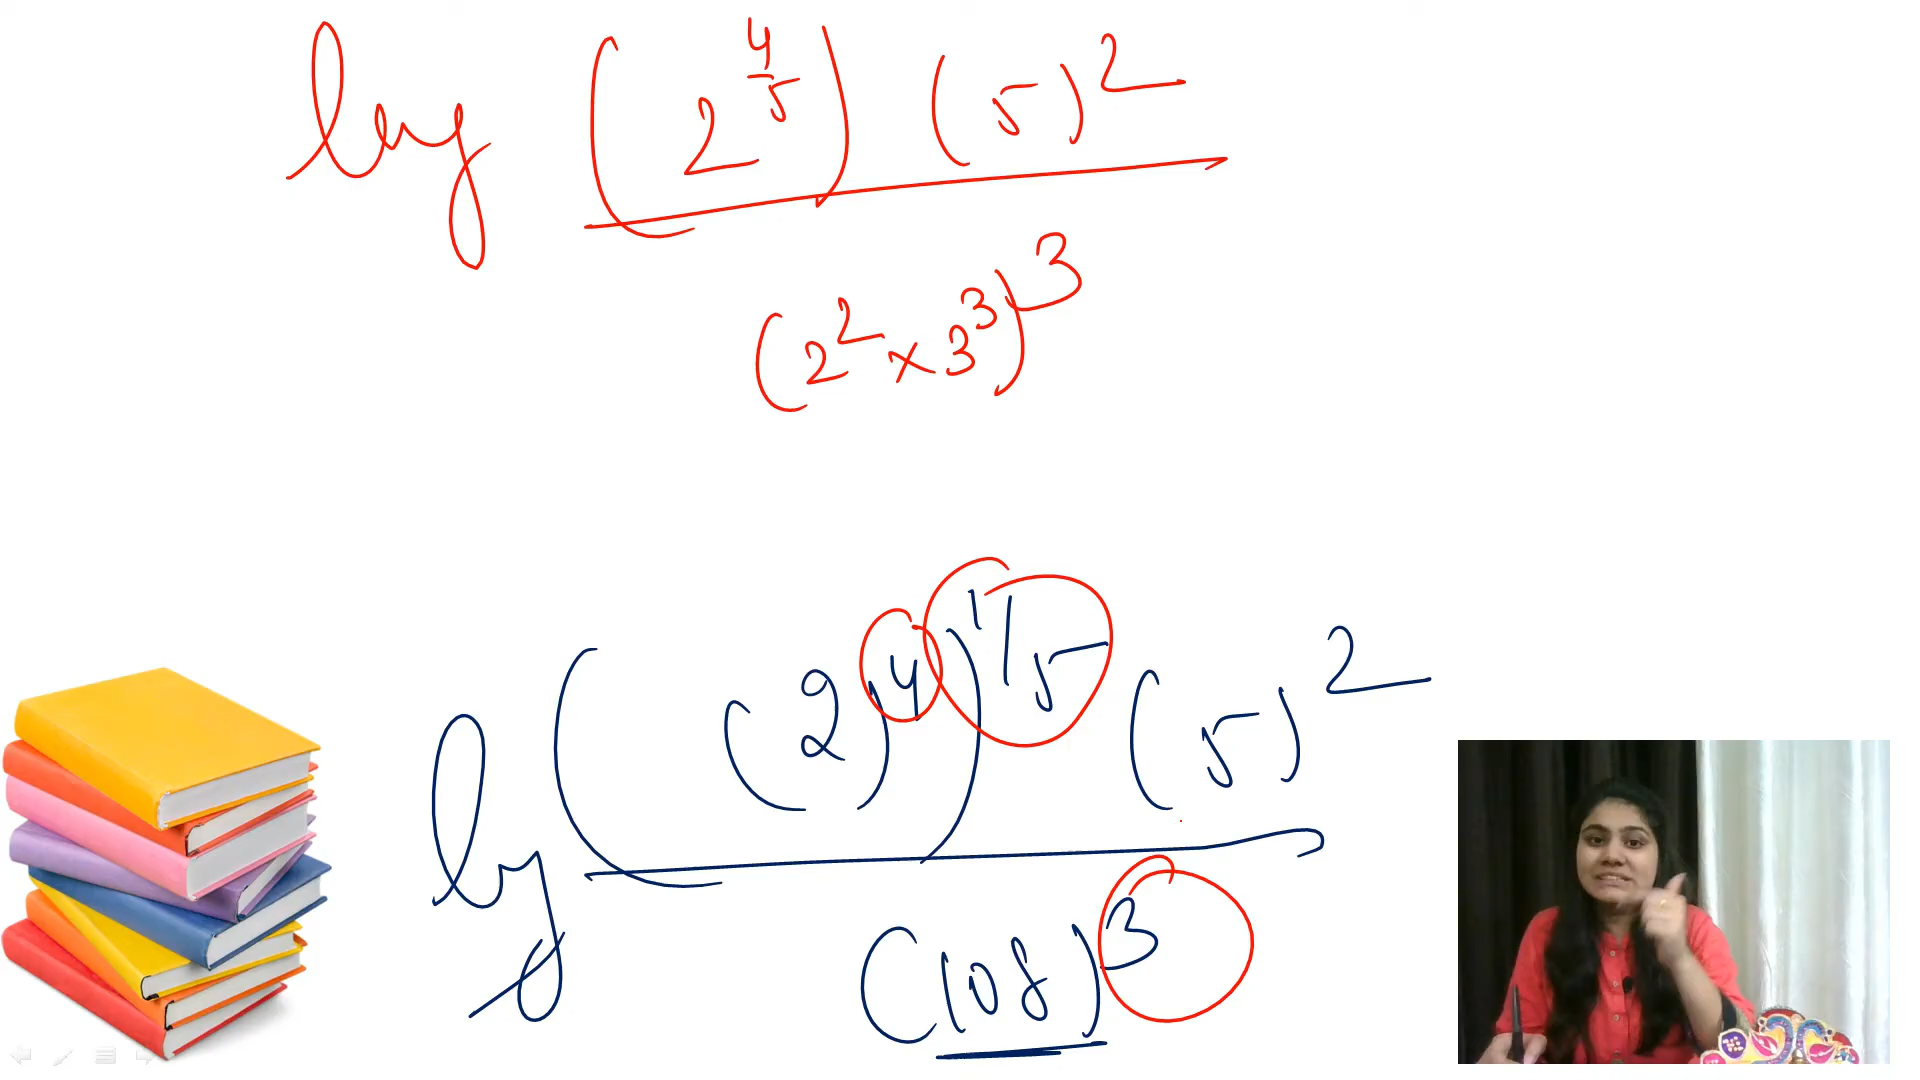 log (2^{4/5}) (5)^2
(2^2 × 3^3)^3
log ((2)^4)^{1/5} (5)^2
(108)^3